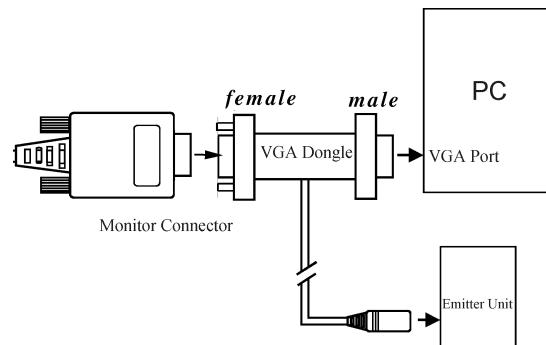 female
male
PC
VGA Dongle
VGA Port
Monitor Connector
Emitter Unit